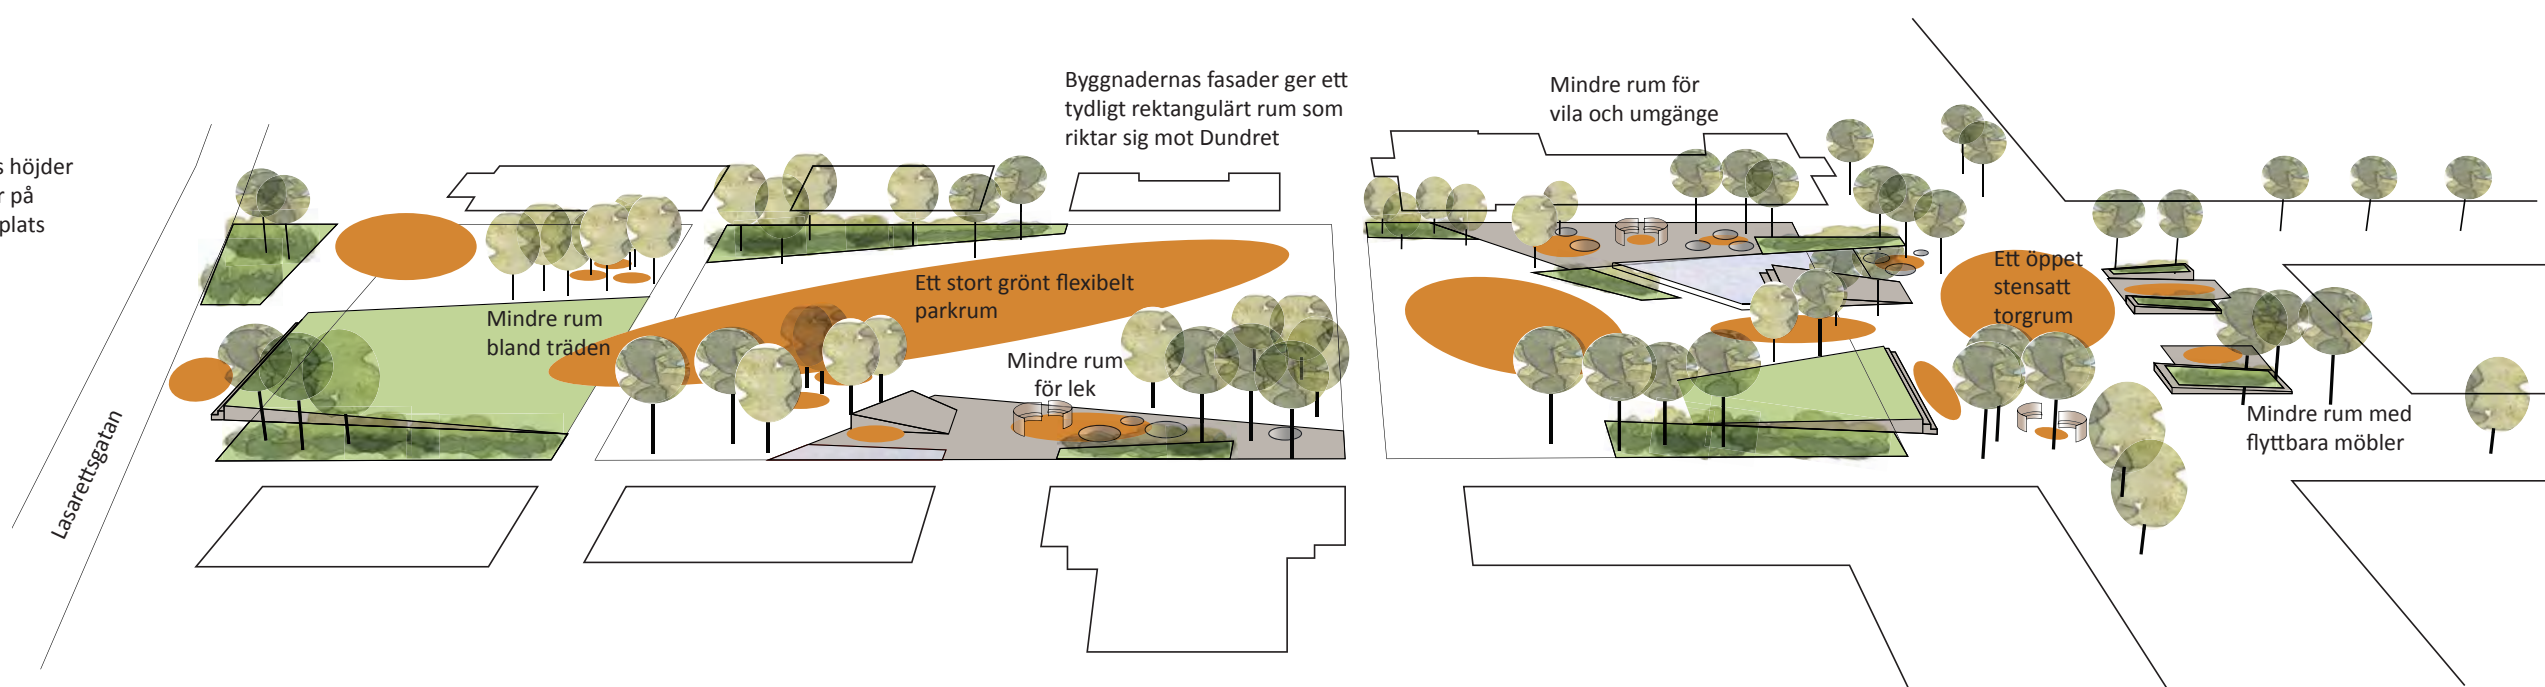 s höjder
r på
plats
Lasarettsgatan
Mindre rum
bland träden
Ett stort grönt flexibelt
parkrum
Byggnadernas fasader ger ett
tydligt rektangulärt rum som
riktar sig mot Dundret
Mindre rum
för lek
Mindre rum för
vila och umgänge
Ett öppet
stensatt
torgrum
Mindre rum med
flyttbara möbler